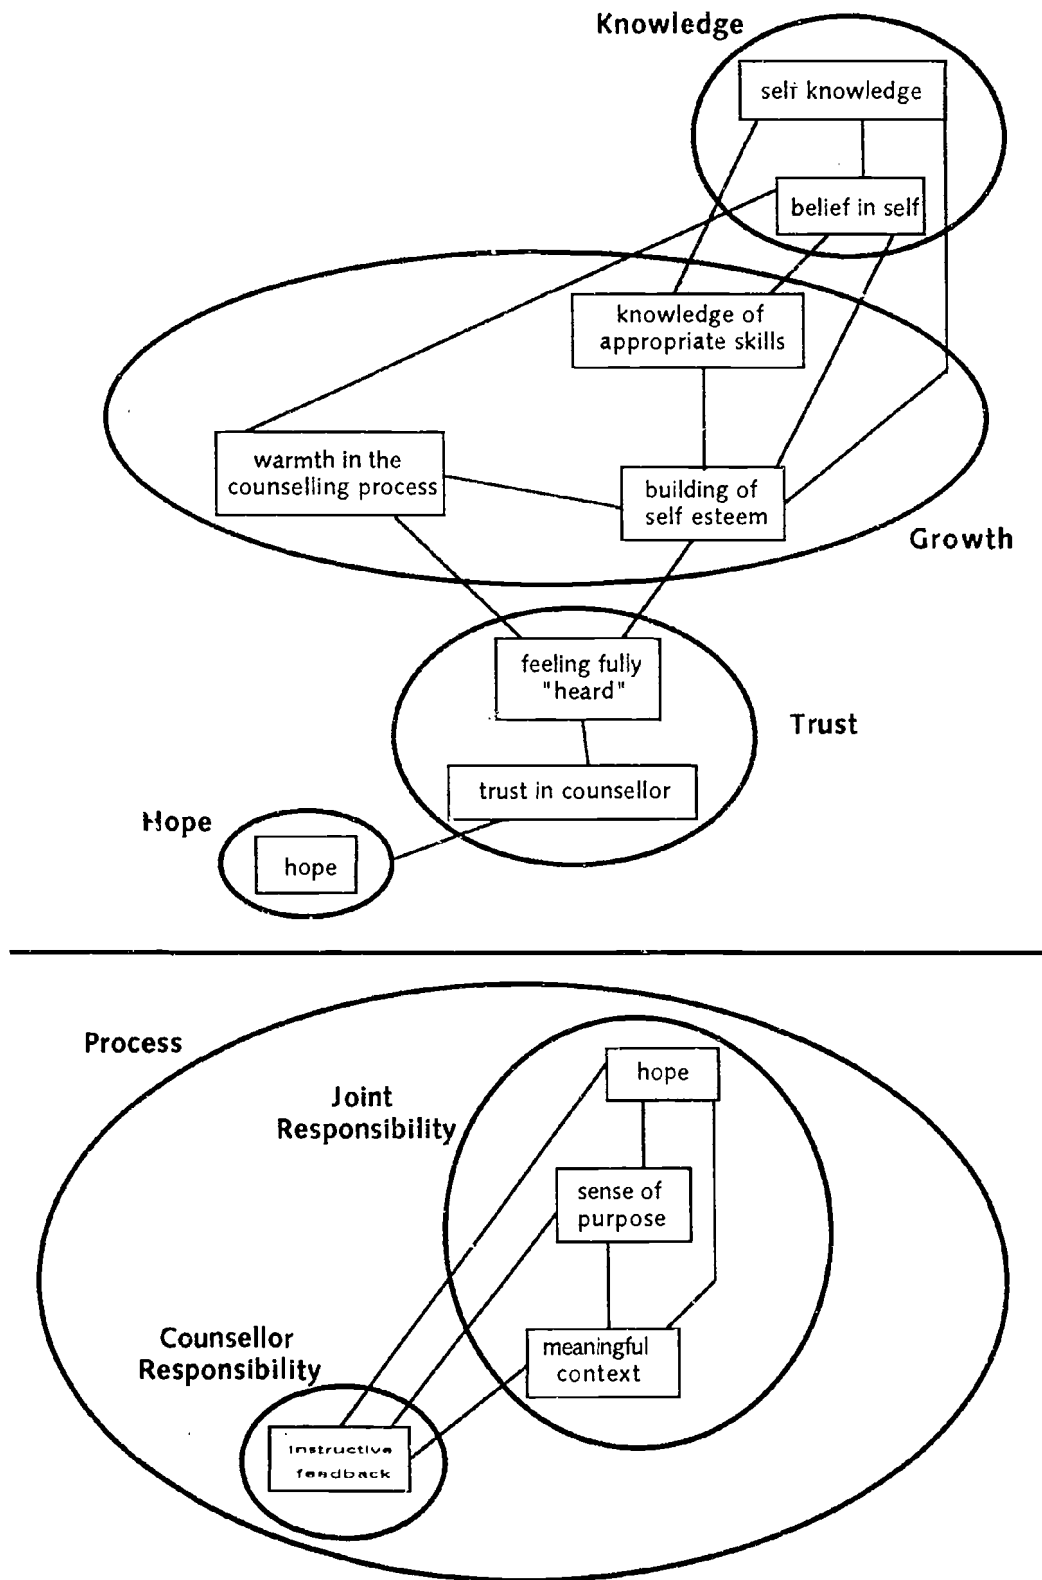 Knowledge
self knowledge
belief in self
knowledge of
appropriate skills
warmth in the
counselling process
building of
self esteem
Growth
feeling fully
"heard"
Trust
trust in counsellor
Hope
hope
Process
Joint
Responsibility
hope
sense of
purpose
meaningful
context
Counsellor
Responsibility
instructive
feedback